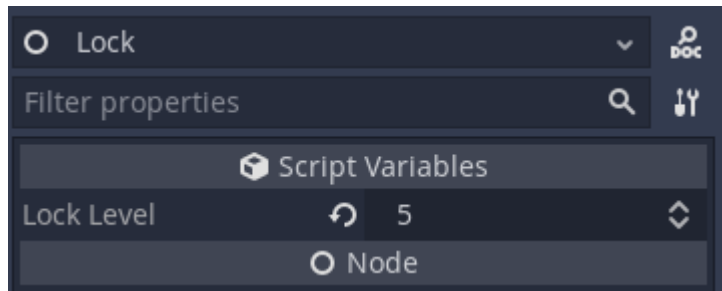 Lock
DOC
Filter properties
Script Variables
Lock Level 5
Node